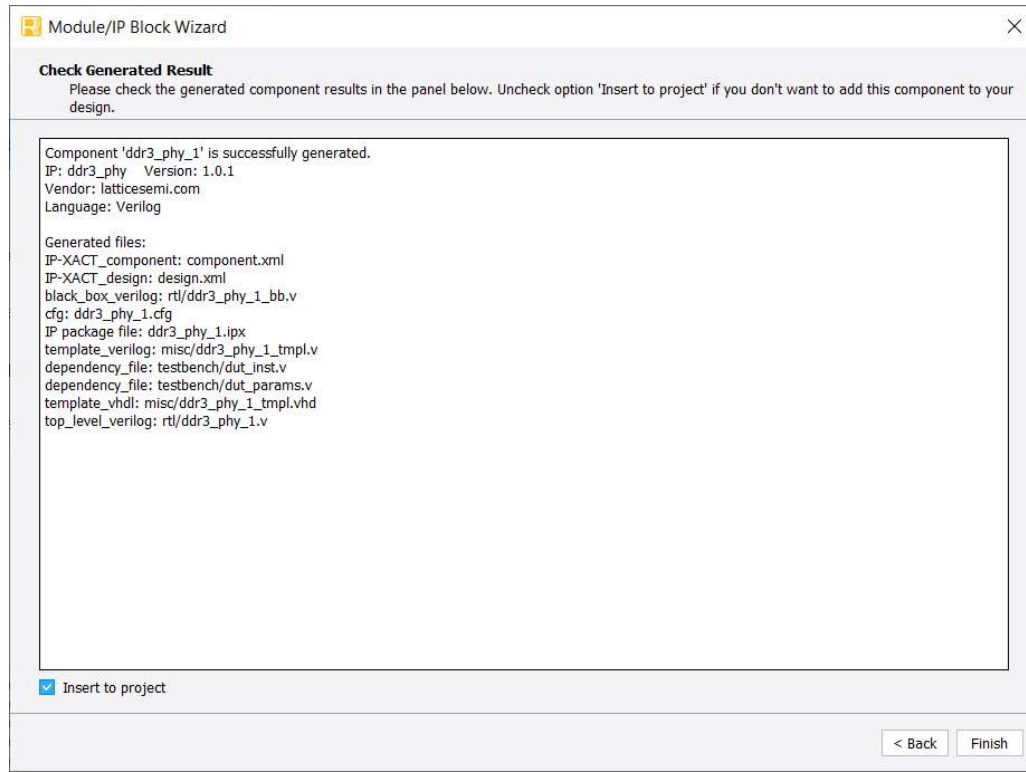 Module/IP Block Wizard
Check Generated Result
Please check the generated component results in the panel below. Uncheck option 'Insert to project' if you don't want to add this component to your
design.
Component 'ddr3_phy_1' is successfully generated.
IP: ddr3_phy    Version: 1.0.1
Vendor: latticesemi.com
Language: Verilog
Generated files:
IP-XACT_component: component.xml
IP-XACT_design: design.xml
black_box_verilog: rtl/ddr3_phy_1_bb.v
cfg: ddr3_phy_1.cfg
IP package file: ddr3_phy_1.ipx
template_verilog: misc/ddr3_phy_1_tmpl.v
dependency_file: testbench/dut_inst.v
dependency_file: testbench/dut_params.v
template_vhdl: misc/ddr3_phy_1_tmpl.vhd
top_level_verilog: rtl/ddr3_phy_1.v
Insert to project
< Back
Finish